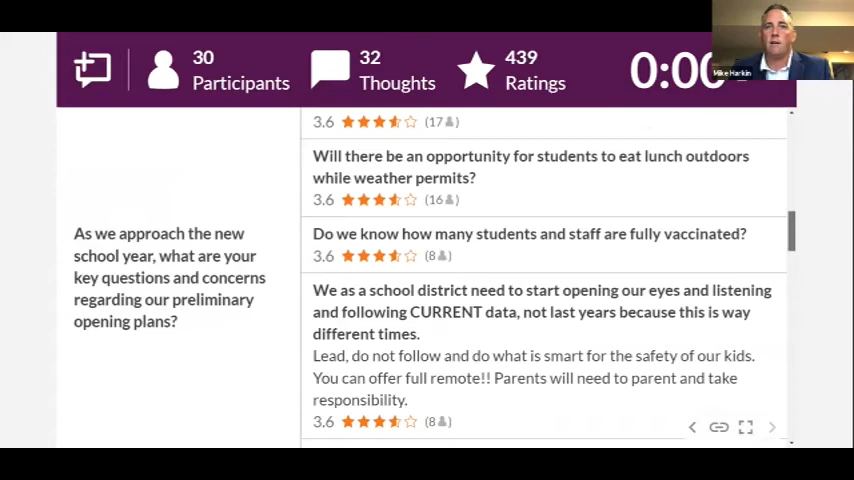 30
Participants
32
Thoughts
439
Ratings
0:00
Mike Harkin
As we approach the new
school year, what are your
key questions and concerns
regarding our preliminary
opening plans?
3.6 (17)
Will there be an opportunity for students to eat lunch outdoors
while weather permits?
3.6 (16)
Do we know how many students and staff are fully vaccinated?
3.6 (8)
We as a school district need to start opening our eyes and listening
and following CURRENT data, not last years because this is way
different times.
Lead, do not follow and do what is smart for the safety of our kids.
You can offer full remote!! Parents will need to parent and take
responsibility.
3.6 (8)